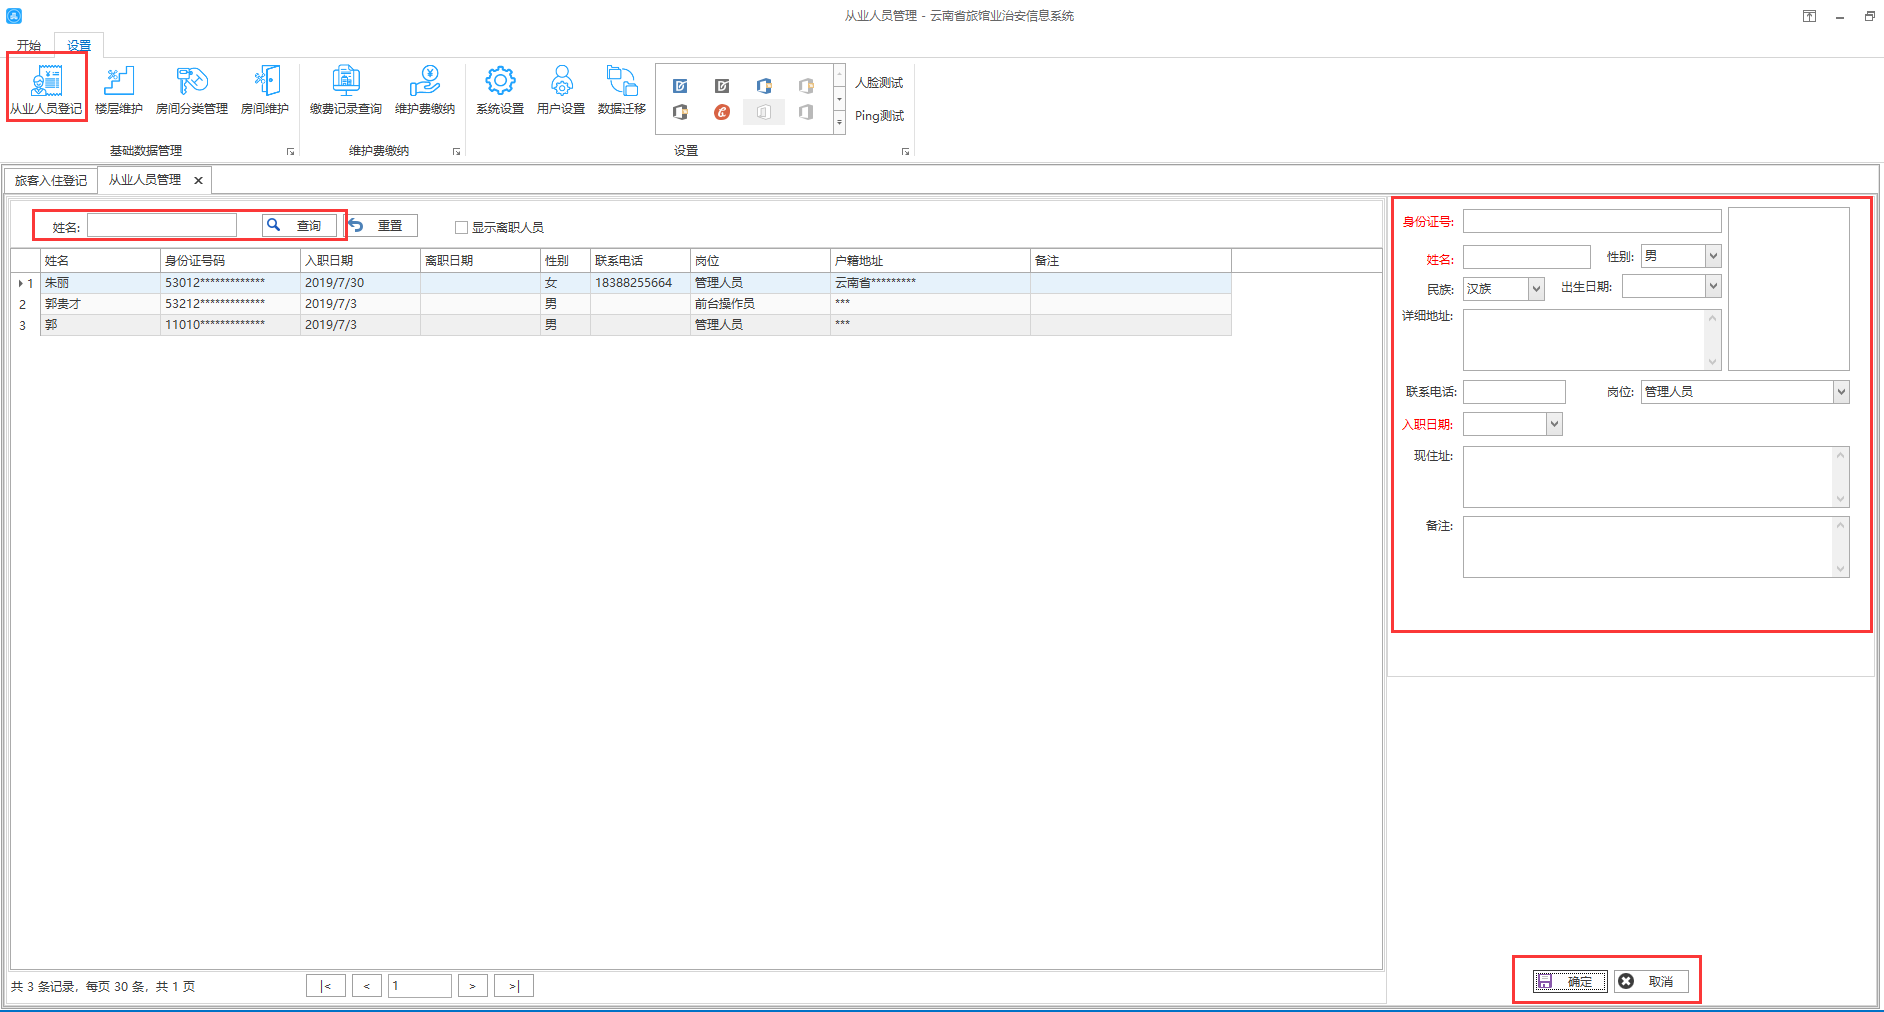 从业人员管理 - 云南省旅馆业治安信息系统
开始 设置
从业人员登记 楼层维护 房间分类管理 房间维护 缴费记录查询 维护费缴纳 系统设置 用户设置 数据迁移 人脸测试
Ping测试
基础数据管理 维护费缴纳 设置
旅客入住登记 从业人员管理
姓名: 查询 重置 显示离职人员
姓名 身份证号码 入职日期 离职日期 性别 联系电话 岗位 户籍地址 备注
1 朱丽 53012************* 2019/7/30 女 18388255664 管理人员 云南省*********
2 郭贵才 53212************* 2019/7/3 男 前台操作员 ***
3 郭 11010************* 2019/7/3 男 管理人员 ***
共 3 条记录，每页 30 条，共 1 页 |< < 1 > >|
身份证号:
姓名: 性别: 男
民族: 汉族 出生日期:
详细地址:
联系电话: 岗位: 管理人员
入职日期:
现住址:
备注:
确定 取消